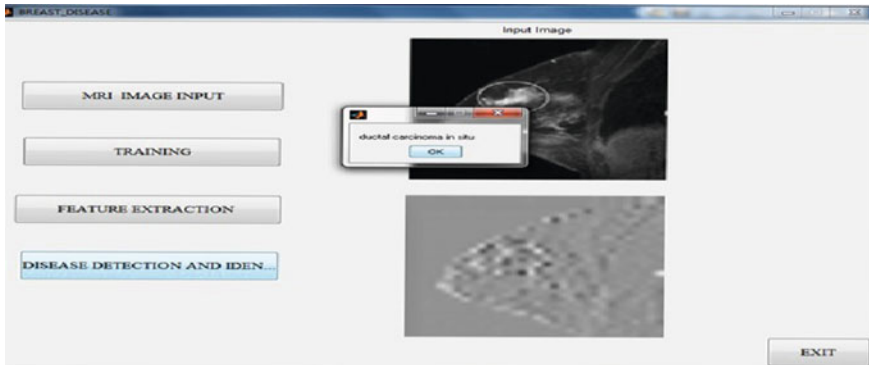 BREAST_DISEASE
Input Image
MRI IMAGE INPUT
ductal carcinoma in situ
OK
TRAINING
FEATURE EXTRACTION
DISEASE DETECTION AND IDEN...
EXIT